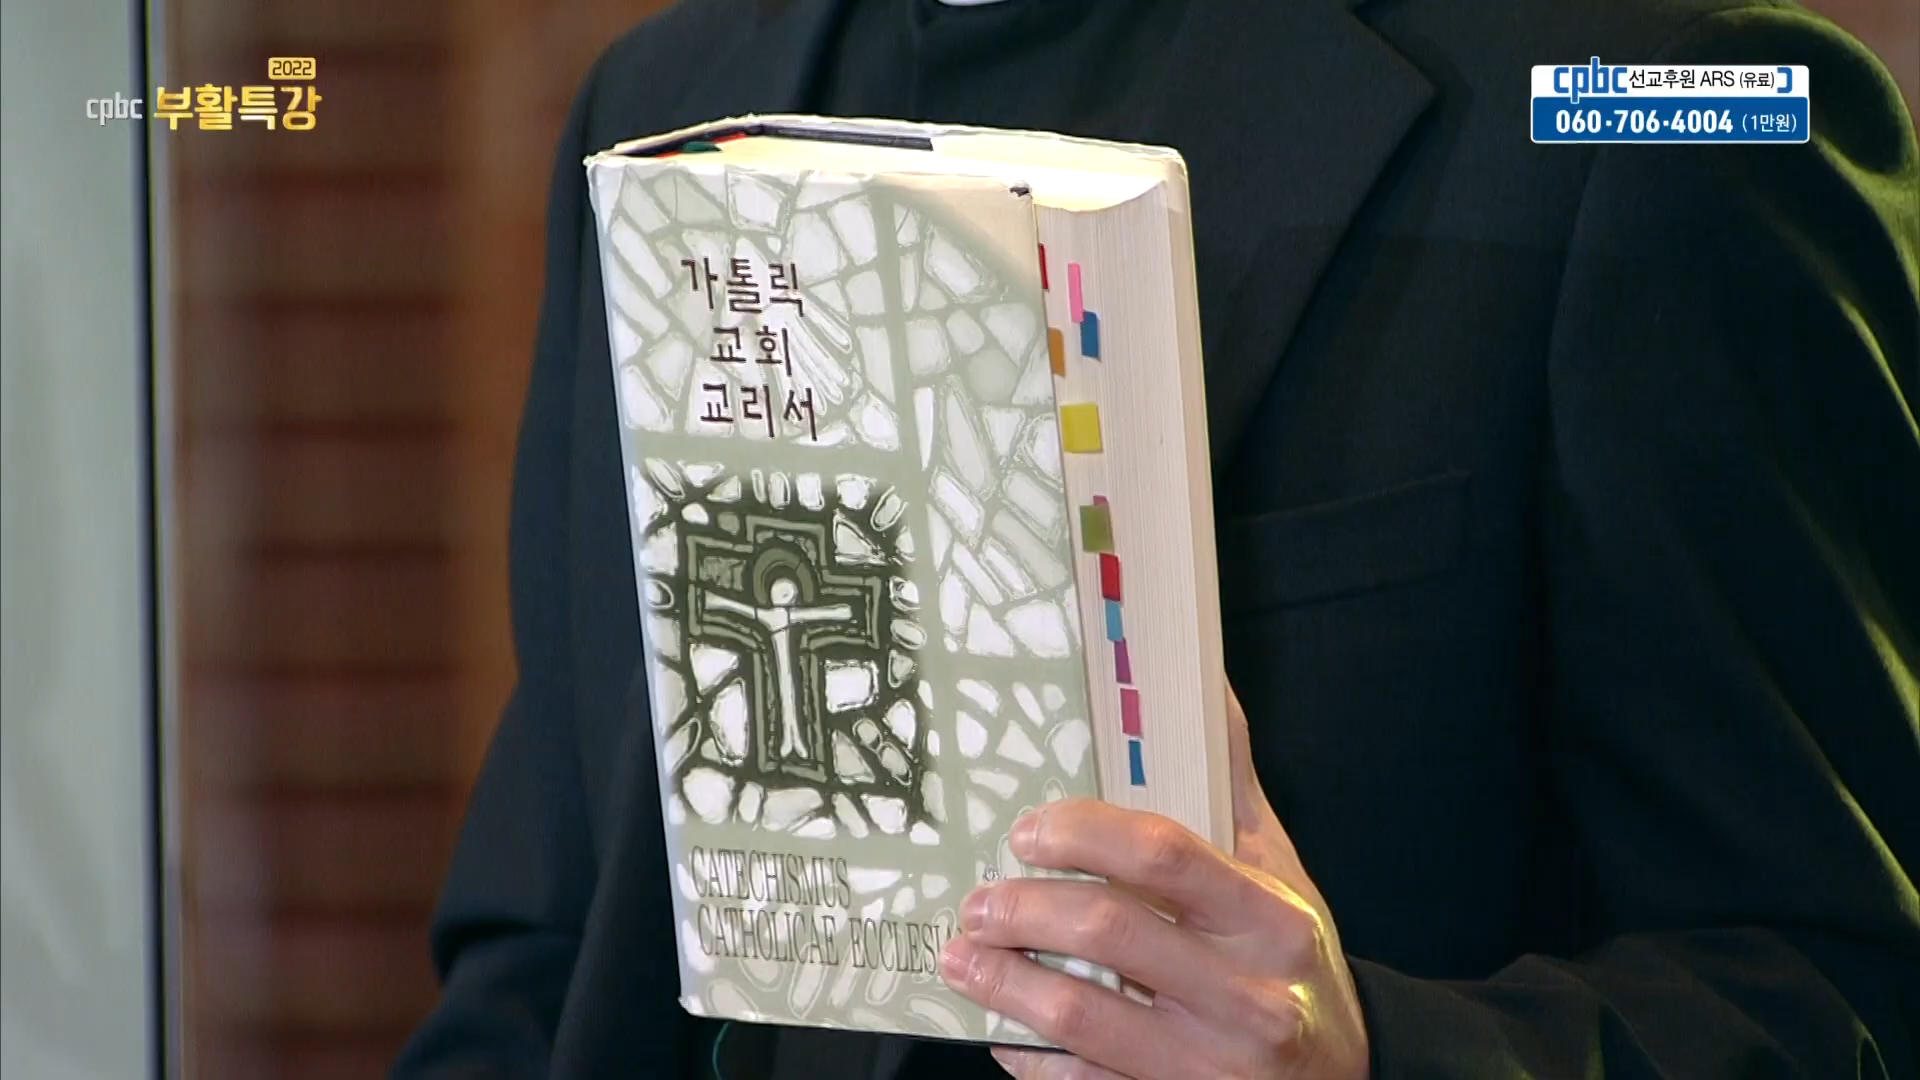 2022
cpbc 부활특강
cpbc 선교후원 ARS (유료)
060·706·4004 (1만원)
가톨릭
교회
교리서
CATECHISMUS
CATHOLICAE